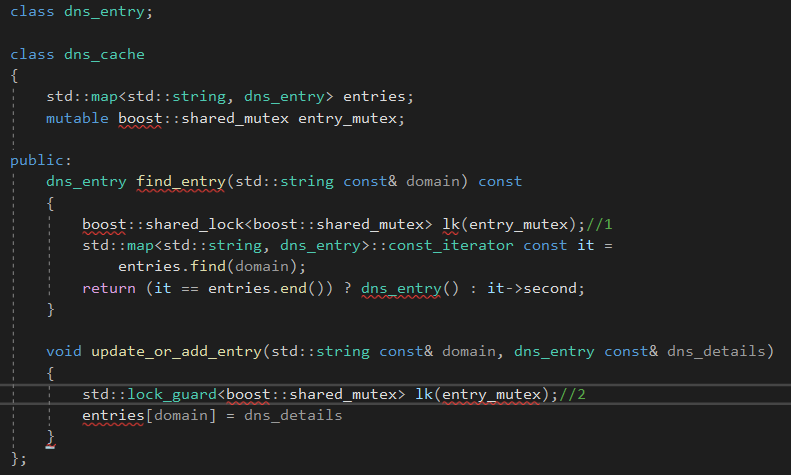 class dns_entry;
class dns_cache
{
    std::map<std::string, dns_entry> entries;
    mutable boost::shared_mutex entry_mutex;
public:
    dns_entry find_entry(std::string const& domain) const
    {
        boost::shared_lock<boost::shared_mutex> lk(entry_mutex);//1
        std::map<std::string, dns_entry>::const_iterator const it =
            entries.find(domain);
        return (it == entries.end()) ? dns_entry() : it->second;
    }
    void update_or_add_entry(std::string const& domain, dns_entry const& dns_details)
    {
        std::lock_guard<boost::shared_mutex> lk(entry_mutex);//2
        entries[domain] = dns_details
    }
};